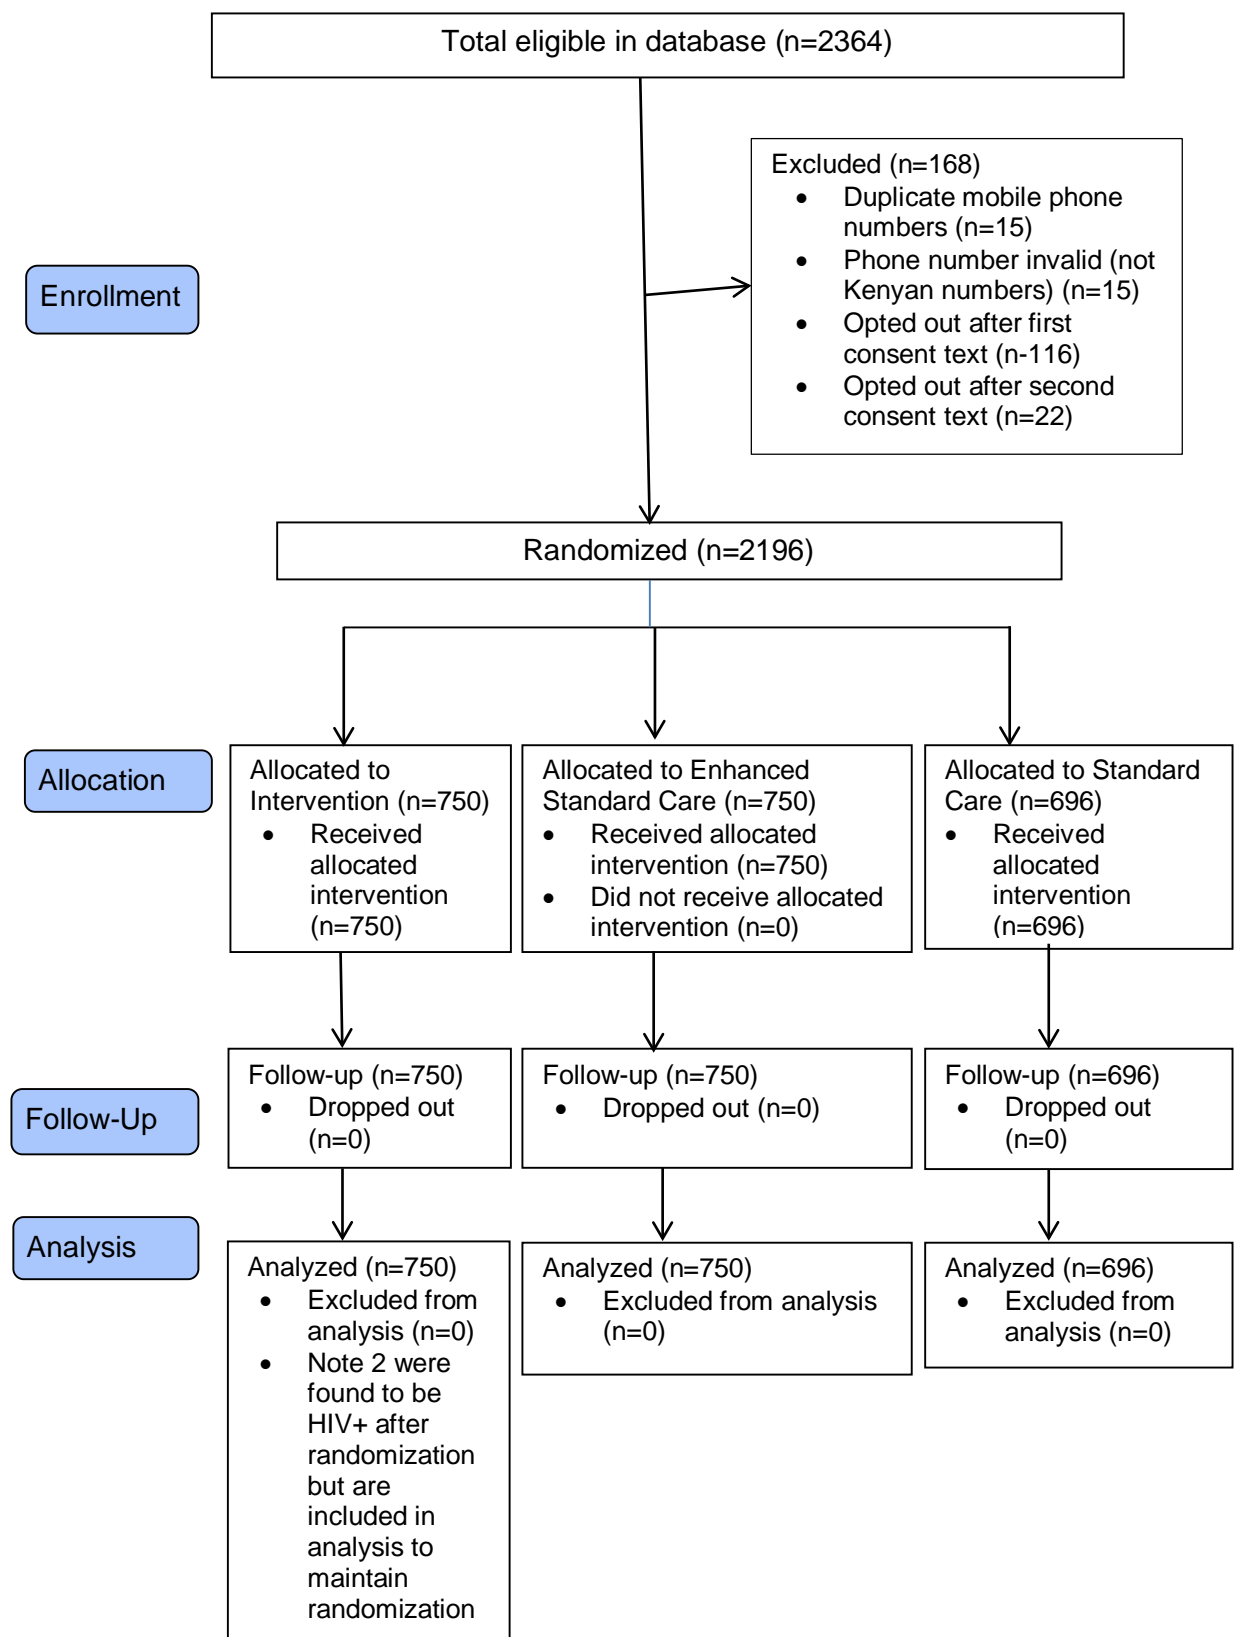 Total eligible in database (n=2364)
Excluded (n=168)
• Duplicate mobile phone
numbers (n=15)
• Phone number invalid (not
Kenyan numbers) (n=15)
• Opted out after first
consent text (n-116)
• Opted out after second
consent text (n=22)
Enrollment
Randomized (n=2196)
Allocation
Allocated to
Intervention (n=750)
• Received
allocated
intervention
(n=750)
Allocated to Enhanced
Standard Care (n=750)
• Received allocated
intervention (n=750)
• Did not receive allocated
intervention (n=0)
Allocated to Standard
Care (n=696)
• Received
allocated
intervention
(n=696)
Follow-Up
Follow-up (n=750)
• Dropped out
(n=0)
Follow-up (n=750)
• Dropped out (n=0)
Follow-up (n=696)
• Dropped out
(n=0)
Analysis
Analyzed (n=750)
• Excluded from
analysis (n=0)
• Note 2 were
found to be
HIV+ after
randomization
but are
included in
analysis to
maintain
randomization
Analyzed (n=750)
• Excluded from analysis
(n=0)
Analyzed (n=696)
• Excluded from
analysis (n=0)